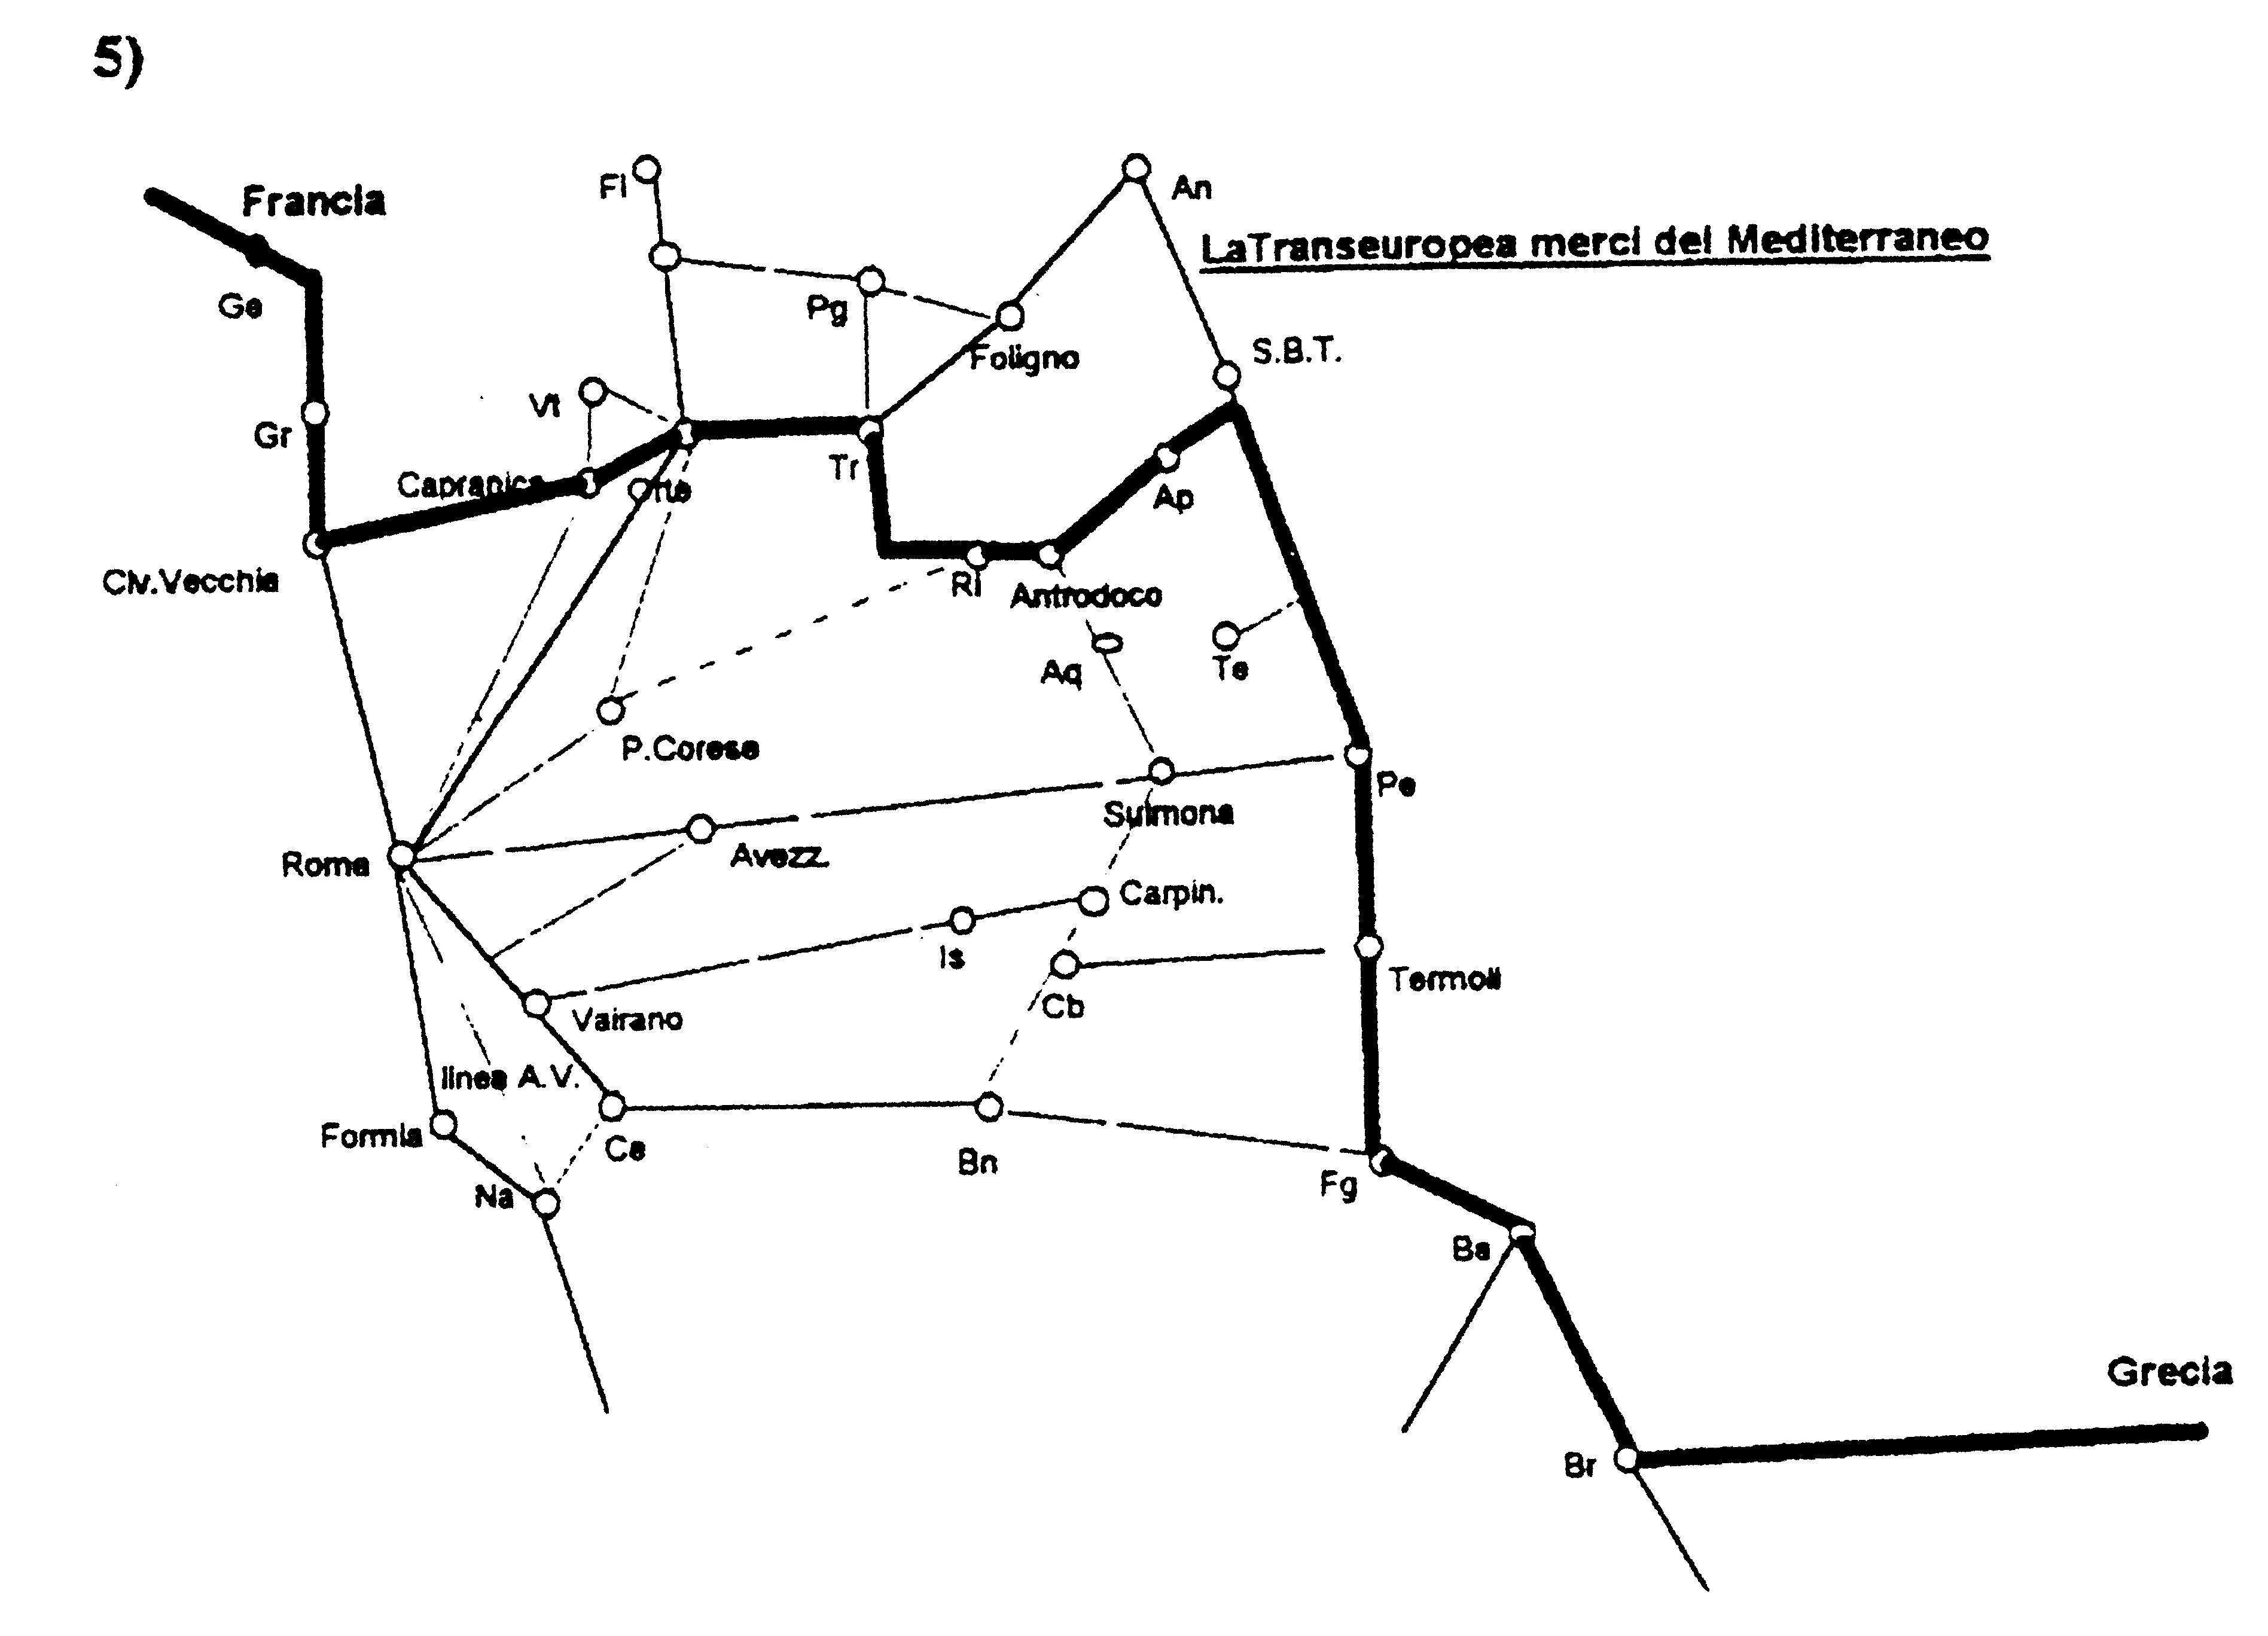 5)
Francia
Fi
An
LaTranseuropea merci del Mediterraneo
Ge
Pg
Foligno
S.B.T.
Vt
Gr
Capranica
Orte
Tr
Ap
Civ.Vecchia
Ri
Antrodoco
Aq
Te
P.Corese
Pe
Sulmona
Roma
Avezz.
Carpin.
Is
Termoli
Cb
Vairano
linea A.V.
Formia
Ce
Bn
Na
Fg
Ba
Grecia
Br